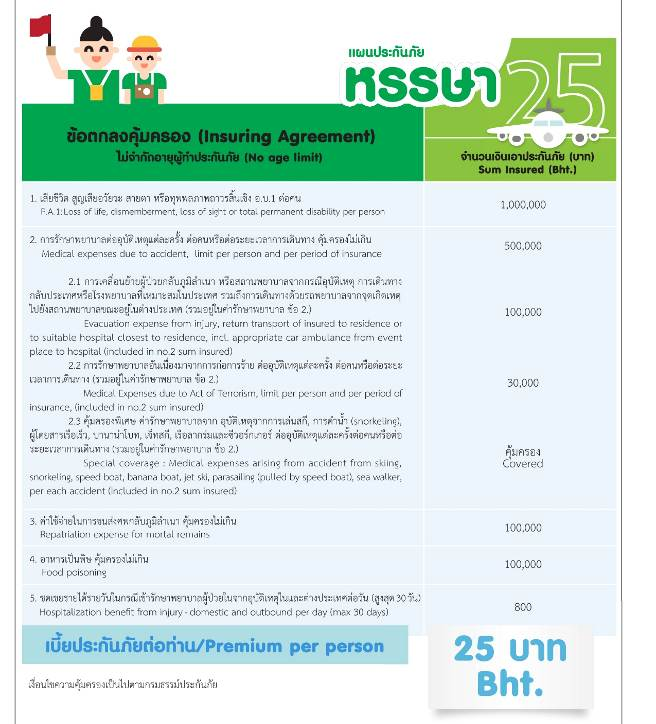 แผนประกันภัย
หรรษา 25
ข้อตกลงคุ้มครอง (Insuring Agreement)
ไม่จำกัดอายุผู้ทำประกันภัย (No age limit)
จำนวนเงินเอาประกันภัย (บาท)
Sum Insured (Bht.)
1. เสียชีวิต สูญเสียอวัยวะ สายตา หรือทุพพลภาพถาวรสิ้นเชิง อ.บ.1 ต่อคน
P.A.1:Loss of life, dismemberment, loss of sight or total permanent disability per person
1,000,000
2. การรักษาพยาบาลต่ออุบัติเหตุแต่ละครั้ง ต่อคนหรือต่อระยะเวลาการเดินทาง คุ้มครองไม่เกิน
Medical expenses due to accident, limit per person and per period of insurance
500,000
2.1 การเคลื่อนย้ายผู้ป่วยกลับภูมิลำเนา หรือสถานพยาบาลจากกรณีอุบัติเหตุ การเดินทาง
กลับประเทศหรือโรงพยาบาลที่เหมาะสมในประเทศ รวมถึงการเดินทางด้วยรถพยาบาลจากจุดเกิดเหตุ
ไปยังสถานพยาบาลขณะอยู่ในต่างประเทศ (รวมอยู่ในค่ารักษาพยาบาล ข้อ 2.)
Evacuation expense from injury, return transport of insured to residence or
to suitable hospital closest to residence, incl. appropriate car ambulance from event
place to hospital (included in no.2 sum insured)
100,000
2.2 การรักษาพยาบาลอันเนื่องมาจากการก่อการร้าย ต่ออุบัติเหตุแต่ละครั้ง ต่อคนหรือต่อระยะ
เวลาการเดินทาง (รวมอยู่ในค่ารักษาพยาบาล ข้อ 2.)
Medical Expenses due to Act of Terrorism, limit per person and per period of
insurance, (included in no.2 sum insured)
30,000
2.3 คุ้มครองพิเศษ ค่ารักษาพยาบาลจาก อุบัติเหตุจากการเล่นสกี, การดำน้ำ (snorkeling),
ผู้โดยสารเรือเร็ว, บานาน่าโบท, เจ็ทสกี, เรือลากร่มและซีวอร์กเกอร์ ต่ออุบัติเหตุแต่ละครั้งต่อคนหรือต่อ
ระยะเวลาการเดินทาง (รวมอยู่ในค่ารักษาพยาบาล ข้อ 2.)
Special coverage : Medical expenses arising from accident from skiing,
snorkeling, speed boat, banana boat, jet ski, parasailing (pulled by speed boat), sea walker,
per each accident (included in no.2 sum insured)
คุ้มครอง
Covered
3. ค่าใช้จ่ายในการขนส่งศพกลับภูมิลำเนา คุ้มครองไม่เกิน
Repatriation expense for mortal remains
100,000
4. อาหารเป็นพิษ คุ้มครองไม่เกิน
Food poisoning
100,000
5. ชดเชยรายได้รายวันในกรณีเข้ารักษาพยาบาลผู้ป่วยในจากอุบัติเหตุในและต่างประเทศต่อวัน (สูงสุด 30 วัน)
Hospitalization benefit from injury - domestic and outbound per day (max 30 days)
800
เบี้ยประกันภัยต่อท่าน/Premium per person
25 บาท
Bht.
เงื่อนไขความคุ้มครองเป็นไปตามกรมธรรม์ประกันภัย